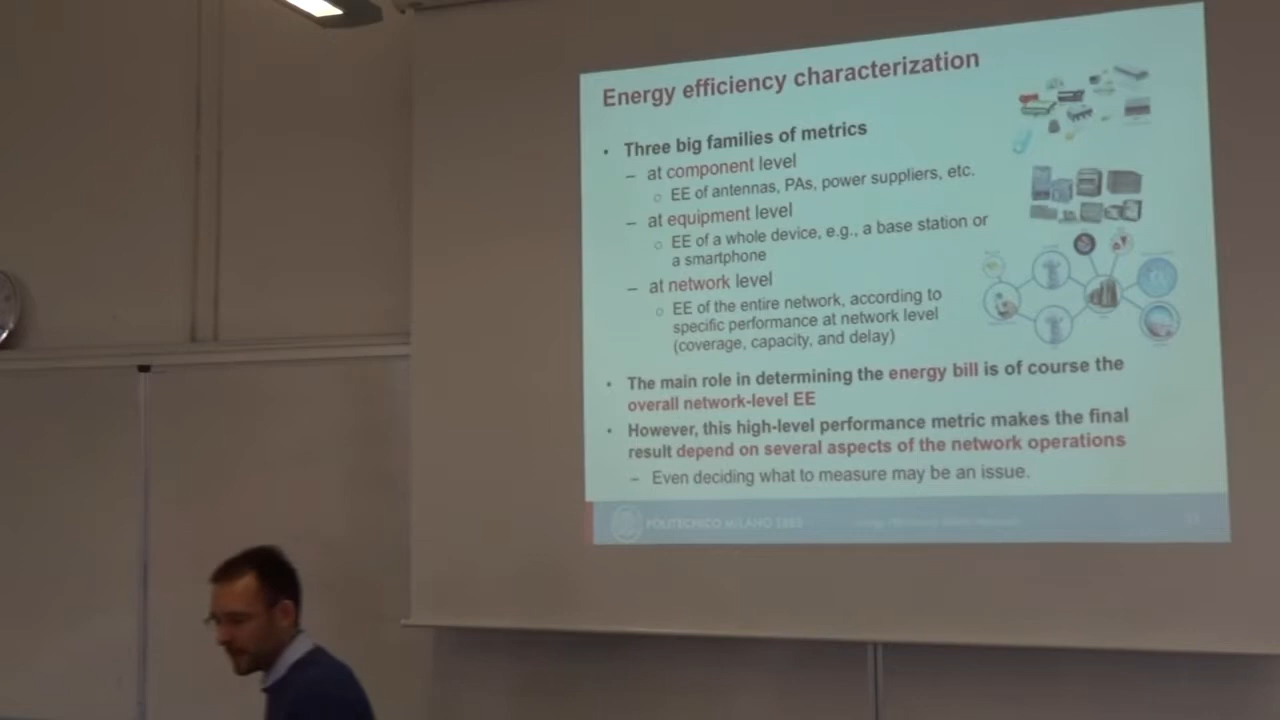 Energy efficiency characterization
• Three big families of metrics
– at component level
○ EE of antennas, PAs, power suppliers, etc.
– at equipment level
○ EE of a whole device, e.g., a base station or
a smartphone
– at network level
○ EE of the entire network, according to
specific performance at network level
(coverage, capacity, and delay)
• The main role in determining the energy bill is of course the
overall network-level EE
• However, this high-level performance metric makes the final
result depend on several aspects of the network operations
– Even deciding what to measure may be an issue.
POLITECNICO MILANO 1863